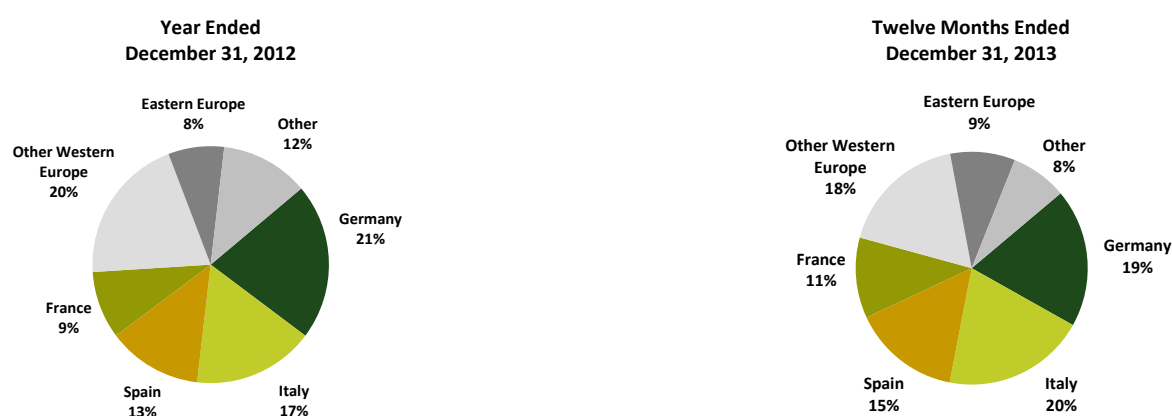 Year Ended
December 31, 2012
Eastern Europe
8%
Other
12%
Other Western
Europe
20%
Germany
21%
France
9%
Spain
13%
Italy
17%
Twelve Months Ended
December 31, 2013
Eastern Europe
9%
Other
8%
Other Western
Europe
18%
Germany
19%
France
11%
Spain
15%
Italy
20%